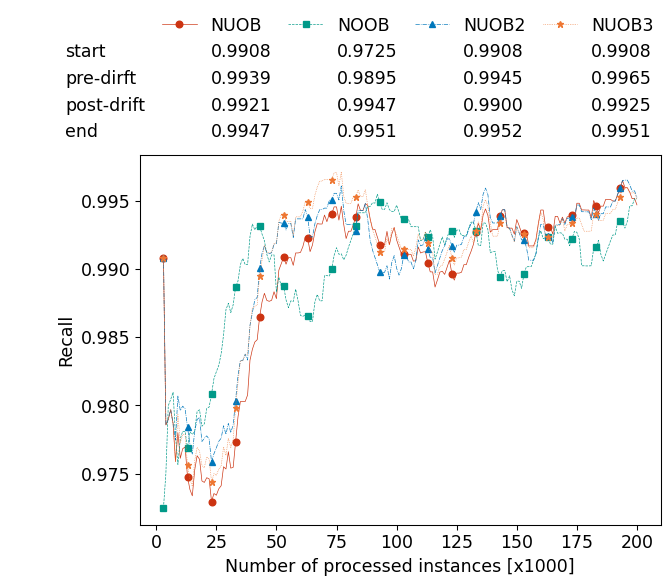 NUOB NOOB NUOB2 NUOB3
start 0.9908 0.9725 0.9908 0.9908
pre-dirft 0.9939 0.9895 0.9945 0.9965
post-drift 0.9921 0.9947 0.9900 0.9925
end 0.9947 0.9951 0.9952 0.9951
0.995
0.990
0.985
0.980
0.975
Recall
0 25 50 75 100 125 150 175 200
Number of processed instances [x1000]